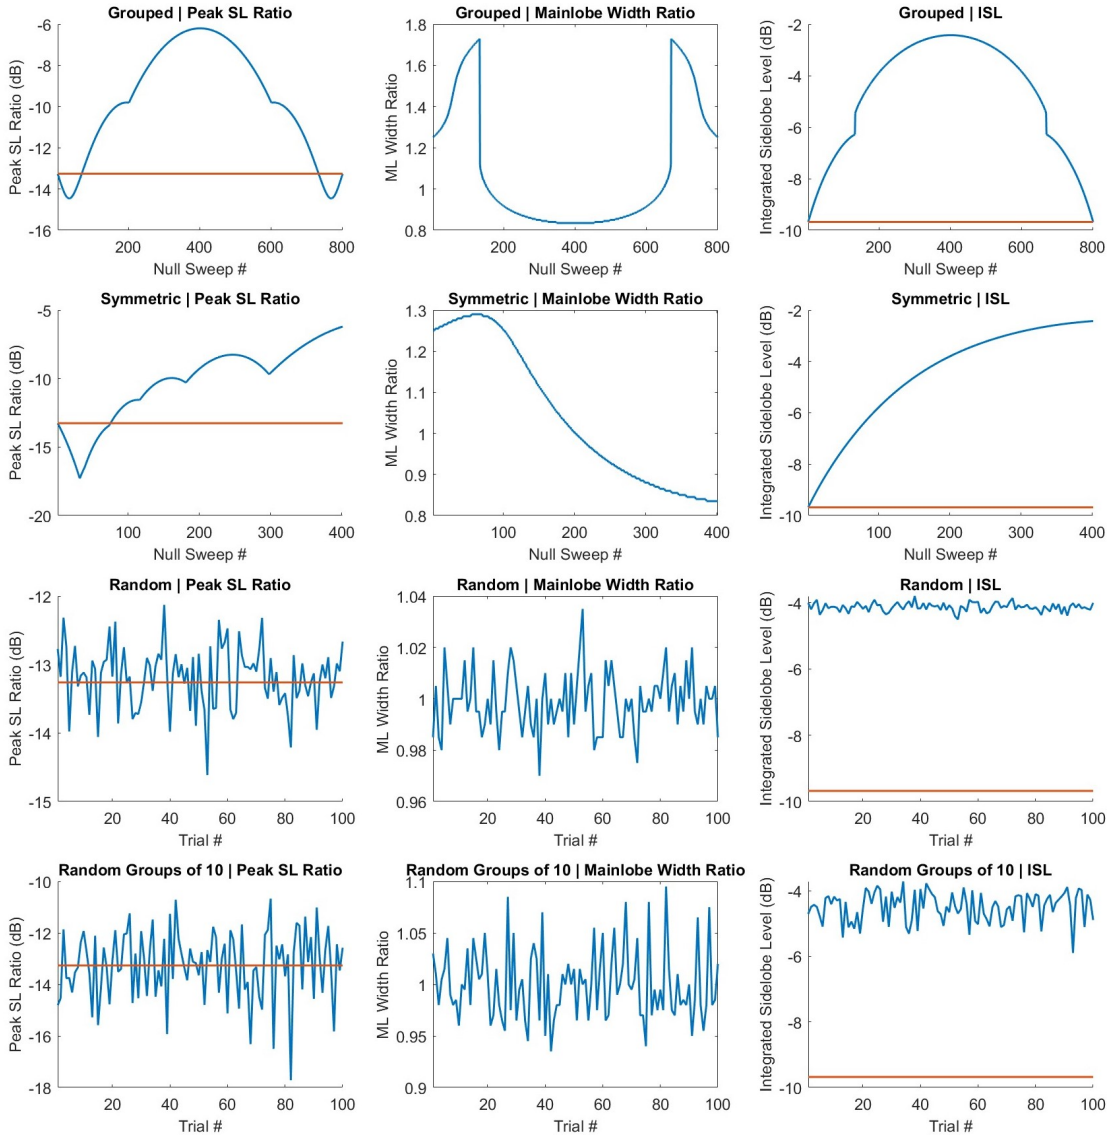 Grouped | Peak SL Ratio
Peak SL Ratio (dB)
-6
-8
-10
-12
-14
-16
200 400 600 800
Null Sweep #
Grouped | Mainlobe Width Ratio
ML Width Ratio
1.8
1.6
1.4
1.2
1
0.8
200 400 600 800
Null Sweep #
Grouped | ISL
Integrated Sidelobe Level (dB)
-2
-4
-6
-8
-10
200 400 600 800
Null Sweep #
Symmetric | Peak SL Ratio
Peak SL Ratio (dB)
-5
-10
-15
-20
100 200 300 400
Null Sweep #
Symmetric | Mainlobe Width Ratio
ML Width Ratio
1.3
1.2
1.1
1
0.9
0.8
100 200 300 400
Null Sweep #
Symmetric | ISL
Integrated Sidelobe Level (dB)
-2
-4
-6
-8
-10
100 200 300 400
Null Sweep #
Random | Peak SL Ratio
Peak SL Ratio (dB)
-12
-13
-14
-15
20 40 60 80 100
Trial #
Random | Mainlobe Width Ratio
ML Width Ratio
1.04
1.02
1
0.98
0.96
20 40 60 80 100
Trial #
Random | ISL
Integrated Sidelobe Level (dB)
-4
-6
-8
-10
20 40 60 80 100
Trial #
Random Groups of 10 | Peak SL Ratio
Peak SL Ratio (dB)
-10
-12
-14
-16
-18
20 40 60 80 100
Trial #
Random Groups of 10 | Mainlobe Width Ratio
ML Width Ratio
1.1
1.05
1
0.95
0.9
20 40 60 80 100
Trial #
Random Groups of 10 | ISL
Integrated Sidelobe Level (dB)
-4
-6
-8
-10
20 40 60 80 100
Trial #